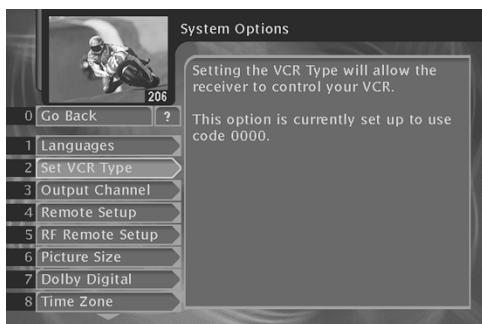 System Options
206
0 Go Back ?
1 Languages
2 Set VCR Type
3 Output Channel
4 Remote Setup
5 RF Remote Setup
6 Picture Size
7 Dolby Digital
8 Time Zone
Setting the VCR Type will allow the
receiver to control your VCR.
This option is currently set up to use
code 0000.